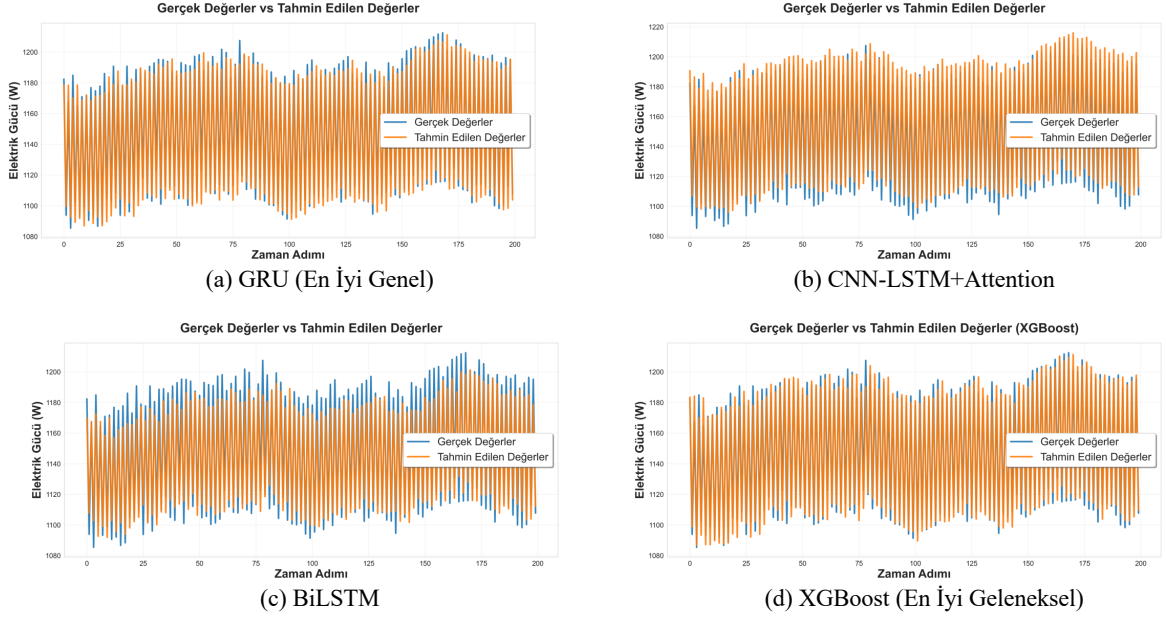 Gerçek Değerler vs Tahmin Edilen Değerler
Elektrik Gücü (W)
1200
1180
1160
1140
1120
1100
1080
Gerçek Değerler
Tahmin Edilen Değerler
0 25 50 75 100 125 150 175 200
Zaman Adımı
(a) GRU (En İyi Genel)
Gerçek Değerler vs Tahmin Edilen Değerler
Elektrik Gücü (W)
1220
1200
1180
1160
1140
1120
1100
1080
Gerçek Değerler
Tahmin Edilen Değerler
0 25 50 75 100 125 150 175 200
Zaman Adımı
(b) CNN-LSTM+Attention
Gerçek Değerler vs Tahmin Edilen Değerler
Elektrik Gücü (W)
1200
1180
1160
1140
1120
1100
1080
Gerçek Değerler
Tahmin Edilen Değerler
0 25 50 75 100 125 150 175 200
Zaman Adımı
(c) BiLSTM
Gerçek Değerler vs Tahmin Edilen Değerler (XGBoost)
Elektrik Gücü (W)
1200
1180
1160
1140
1120
1100
1080
Gerçek Değerler
Tahmin Edilen Değerler
0 25 50 75 100 125 150 175 200
Zaman Adımı
(d) XGBoost (En İyi Geleneksel)